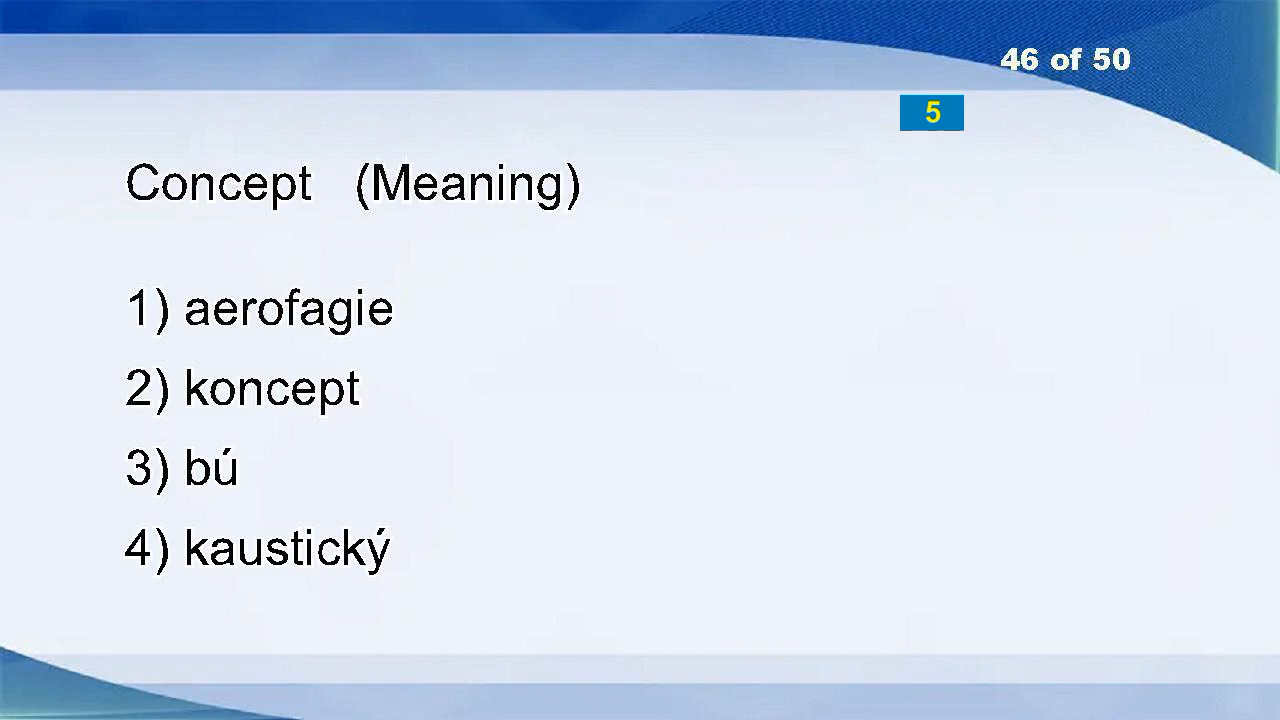 46 of 50
5
Concept (Meaning)
1) aerofagie
2) koncept
3) bú
4) kaustický